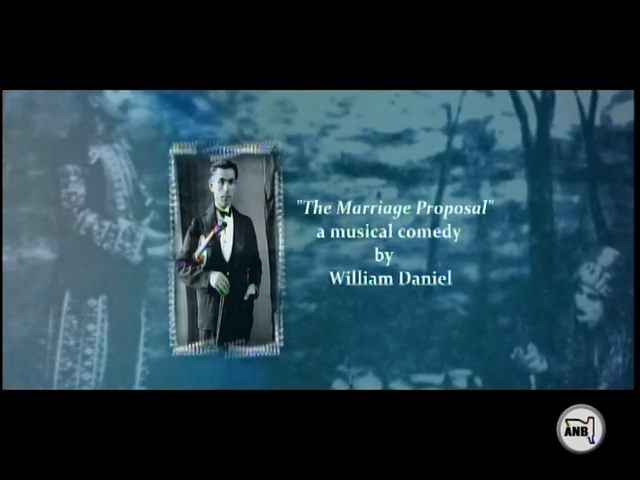 "The Marriage Proposal"
a musical comedy
by
William Daniel
ANB